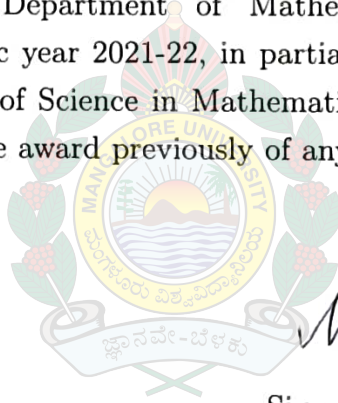 Department of Mathe
c year 2021-22, in partia
of Science in Mathemati
e award previously of any
MANGALORE UNIVERSITY
ಮಂಗಳೂರು ವಿಶ್ವವಿದ್ಯಾನಿಲಯ
ಜ್ಞಾನವೇ-ಬೆಳಕು